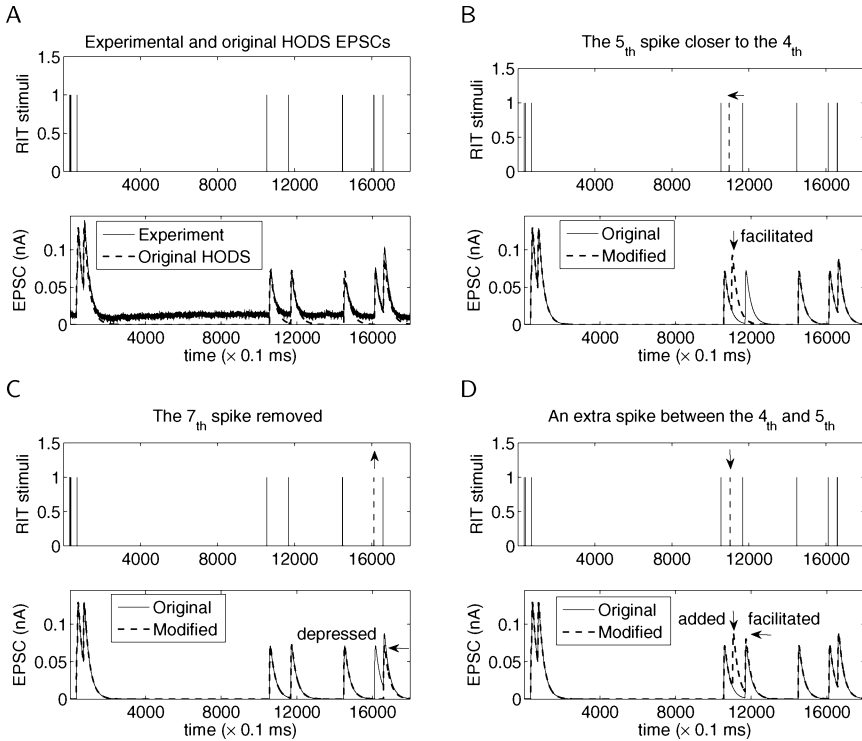 A
Experimental and original HODS EPSCs
1.5
1
0.5
0
RIT stimuli
4000 8000 12000 16000
0.1
0.05
0
EPSC (nA)
Experiment
Original HODS
4000 8000 12000 16000
time (× 0.1 ms)
B
The 5th spike closer to the 4th
1.5
1
0.5
0
RIT stimuli
4000 8000 12000 16000
0.1
0.05
0
EPSC (nA)
Original
Modified
facilitated
4000 8000 12000 16000
time (× 0.1 ms)
C
The 7th spike removed
1.5
1
0.5
0
RIT stimuli
4000 8000 12000 16000
0.1
0.05
0
EPSC (nA)
Original
Modified
depressed
4000 8000 12000 16000
time (× 0.1 ms)
D
An extra spike between the 4th and 5th
1.5
1
0.5
0
RIT stimuli
4000 8000 12000 16000
0.1
0.05
0
EPSC (nA)
Original
Modified
added facilitated
4000 8000 12000 16000
time (× 0.1 ms)